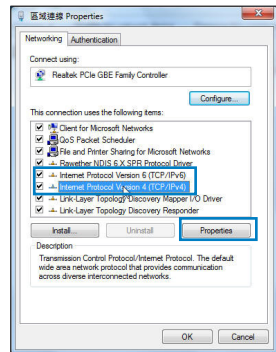 區域連線 Properties
Networking Authentication
Connect using:
Realtek PCIe GBE Family Controller
Configure...
This connection uses the following items:
Client for Microsoft Networks
QoS Packet Scheduler
File and Printer Sharing for Microsoft Networks
Rawether NDIS 6.X SPR Protocol Driver
Internet Protocol Version 6 (TCP/IPv6)
Internet Protocol Version 4 (TCP/IPv4)
Link-Layer Topology Discovery Mapper I/O Driver
Link-Layer Topology Discovery Responder
Install... Uninstall Properties
Description
Transmission Control Protocol/Internet Protocol. The default
wide area network protocol that provides communication
across diverse interconnected networks.
OK Cancel